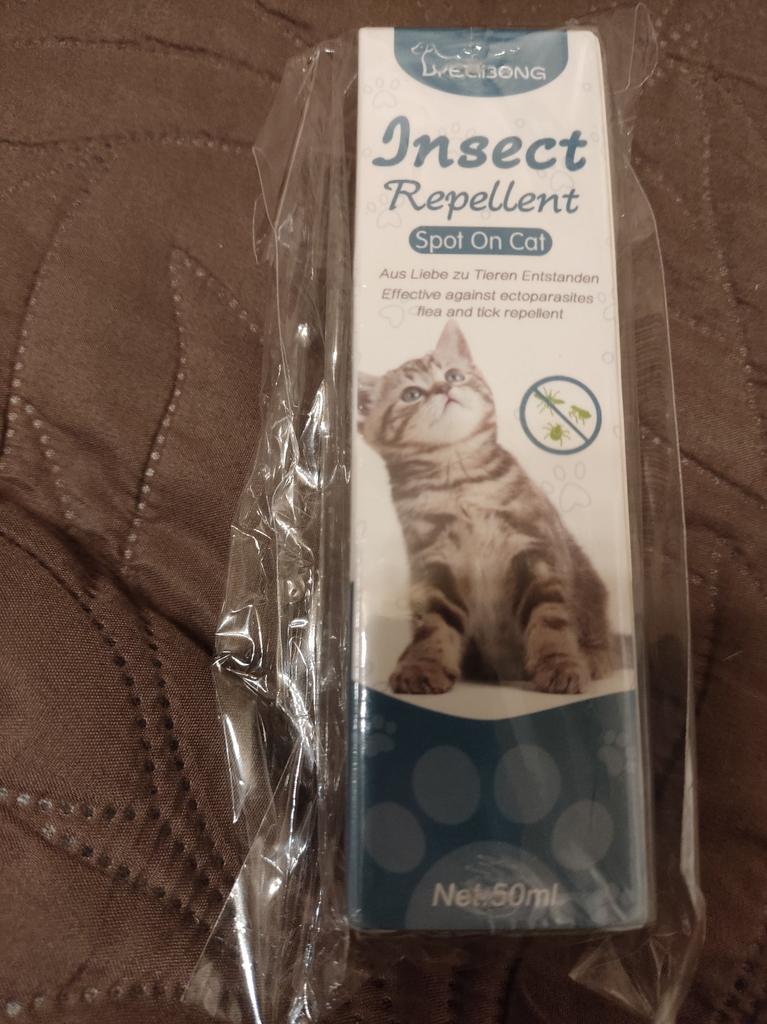 Insect
Repellent
Spot On Cat
Aus Liebe zu Tieren Entstanden
Effective against ectoparasites
flea and tick repellent
Net:50ml